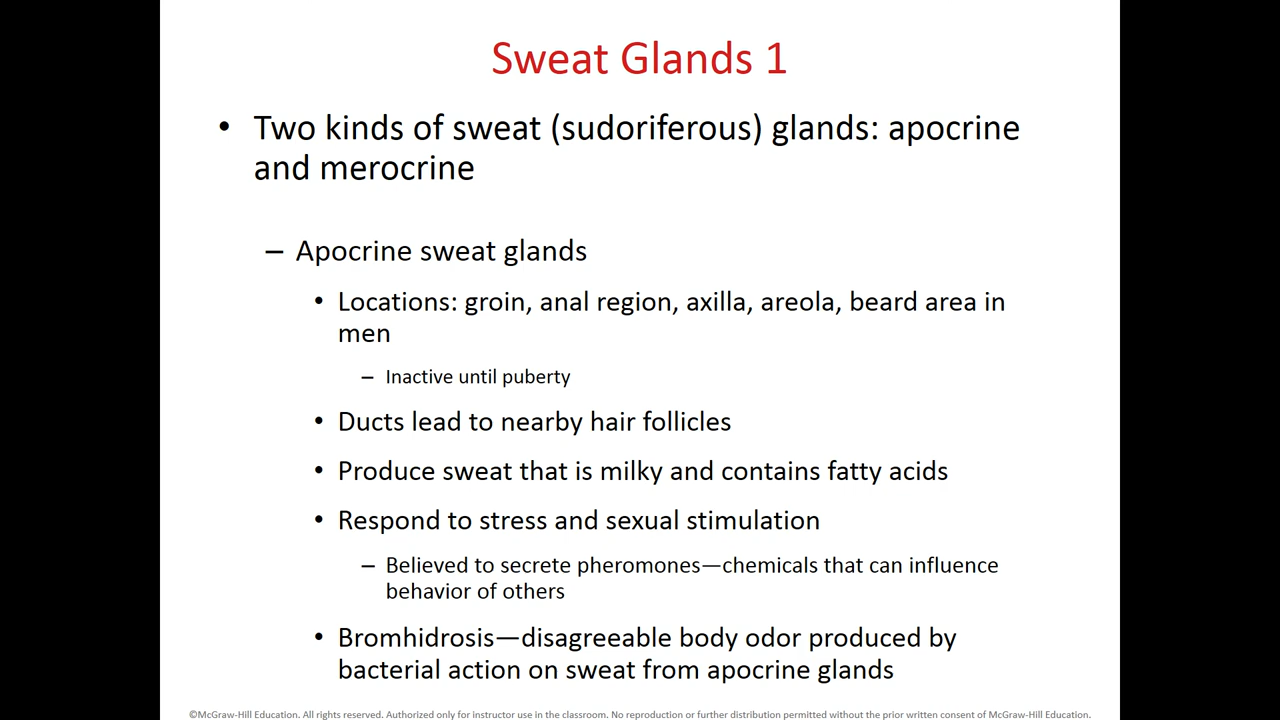 Sweat Glands 1
• Two kinds of sweat (sudoriferous) glands: apocrine
and merocrine
– Apocrine sweat glands
• Locations: groin, anal region, axilla, areola, beard area in
men
– Inactive until puberty
• Ducts lead to nearby hair follicles
• Produce sweat that is milky and contains fatty acids
• Respond to stress and sexual stimulation
– Believed to secrete pheromones—chemicals that can influence
behavior of others
• Bromhidrosis—disagreeable body odor produced by
bacterial action on sweat from apocrine glands
©McGraw-Hill Education. All rights reserved. Authorized only for instructor use in the classroom. No reproduction or further distribution permitted without the prior written consent of McGraw-Hill Education.